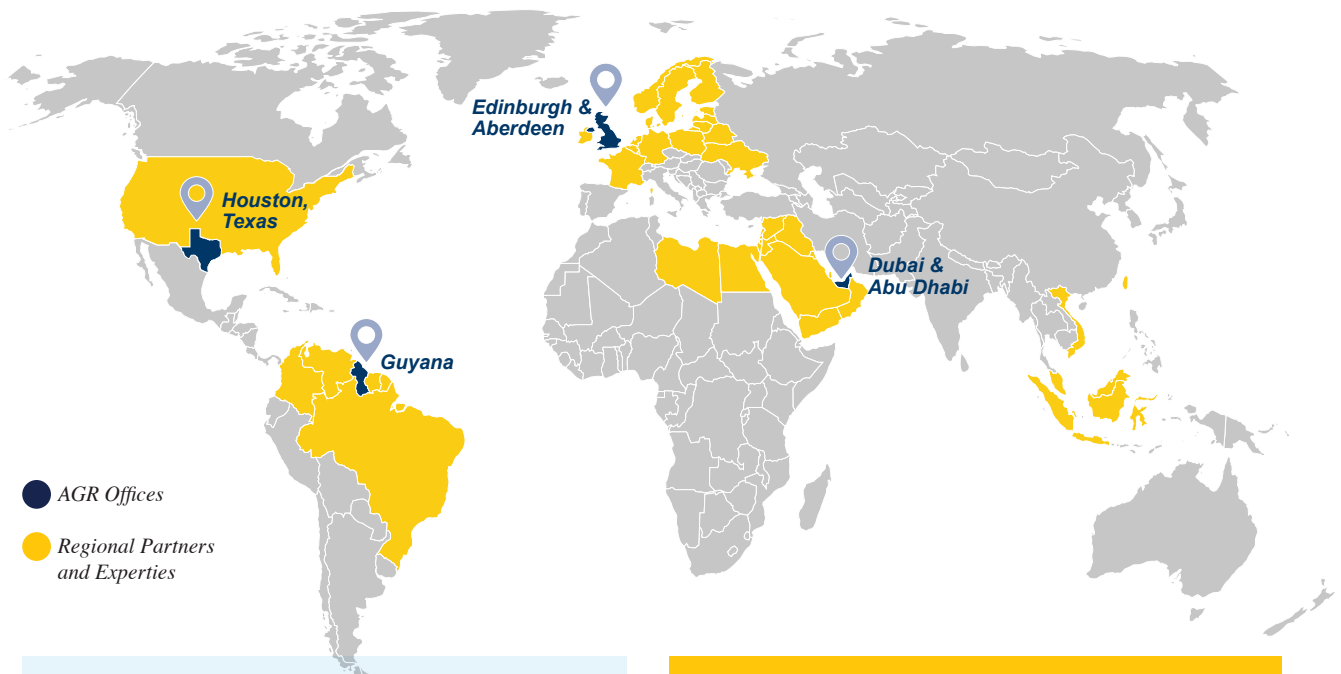 Edinburgh &
Aberdeen
Houston,
Texas
Dubai &
Abu Dhabi
Guyana
AGR Offices
Regional Partners
and Experties